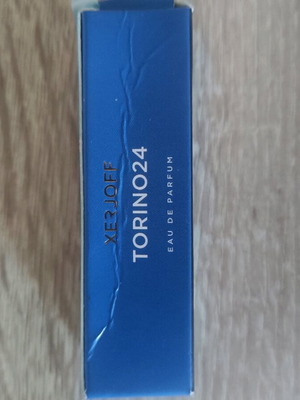 XERJOFF
TORINO24
EAU DE PARFUM